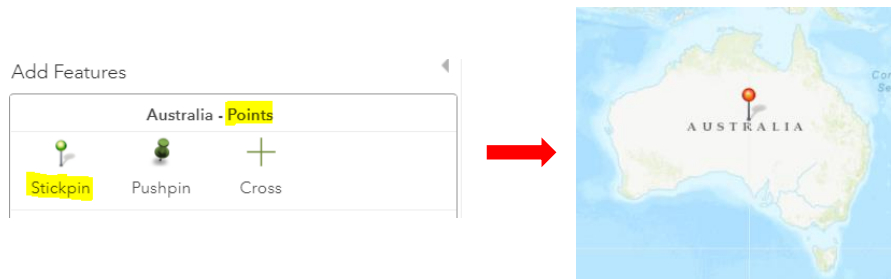 Add Features
Australia - Points
Stickpin
Pushpin
Cross
AUSTRALIA